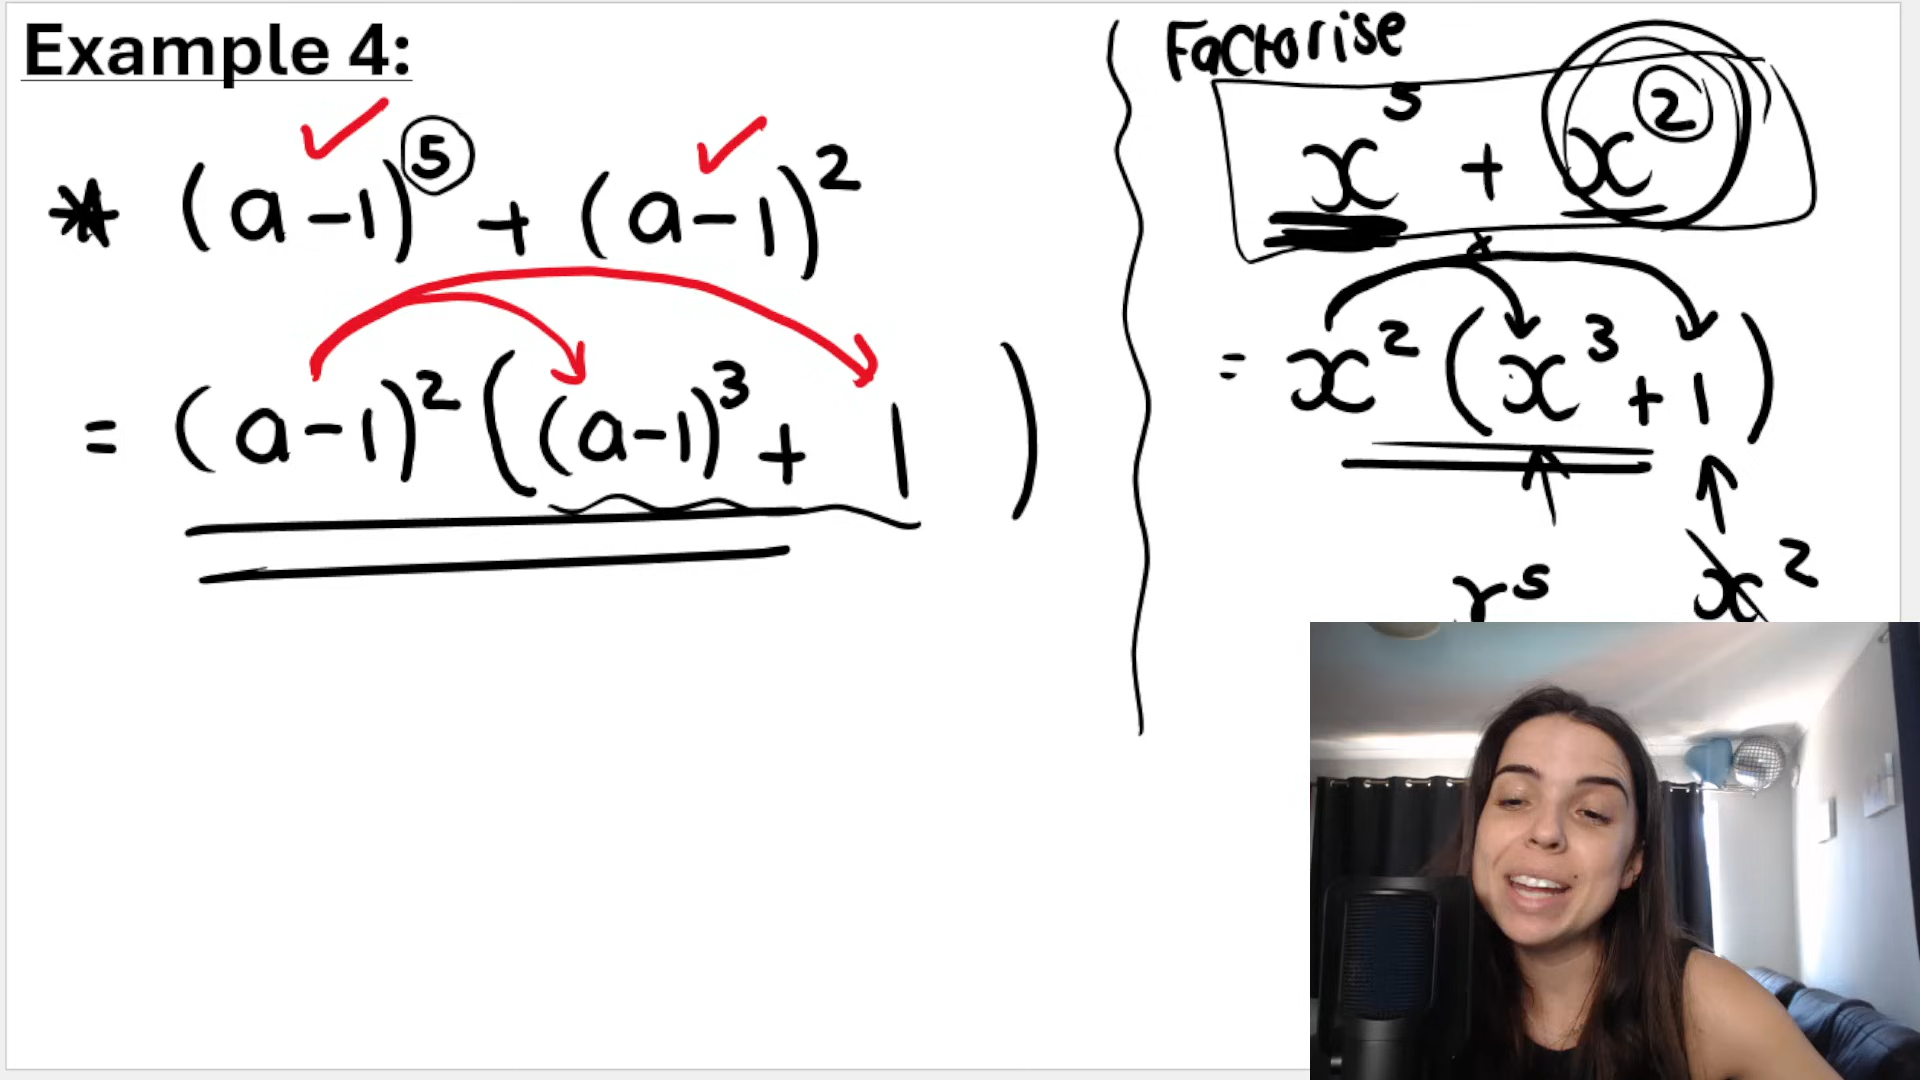 Example 4:
* (a-1)⁵ + (a-1)²
= (a-1)² ((a-1)³ + 1)
Factorise
x⁵ + x²
x
= x² (x³ + 1)
x⁵ x²